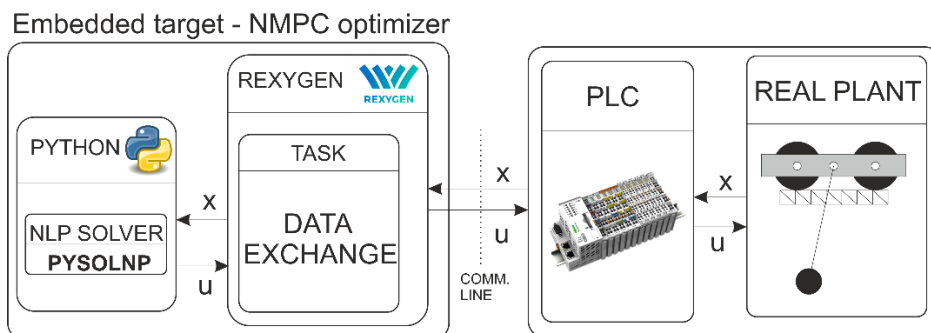 Embedded target - NMPC optimizer
PYTHON
NLP SOLVER
PYSOLNP
x
u
REXYGEN
REXYGEN
TASK
DATA
EXCHANGE
x
u
COMM.
LINE
PLC
x
u
REAL PLANT